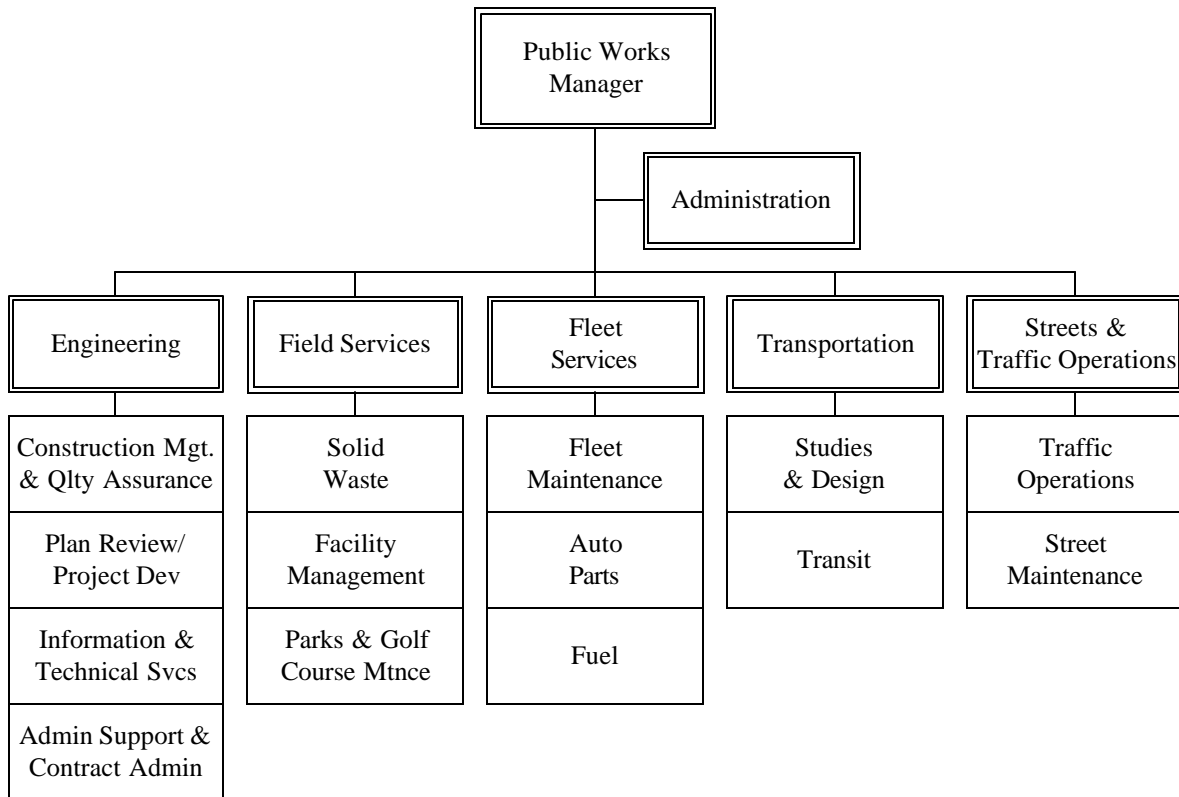 Public Works
Manager
Administration
Engineering
Field Services
Fleet
Services
Transportation
Streets &
Traffic Operations
Construction Mgt.
& Qlty Assurance
Solid
Waste
Fleet
Maintenance
Studies
& Design
Traffic
Operations
Plan Review/
Project Dev
Facility
Management
Auto
Parts
Transit
Street
Maintenance
Information &
Technical Svcs
Parks & Golf
Course Mtnce
Fuel
Admin Support &
Contract Admin